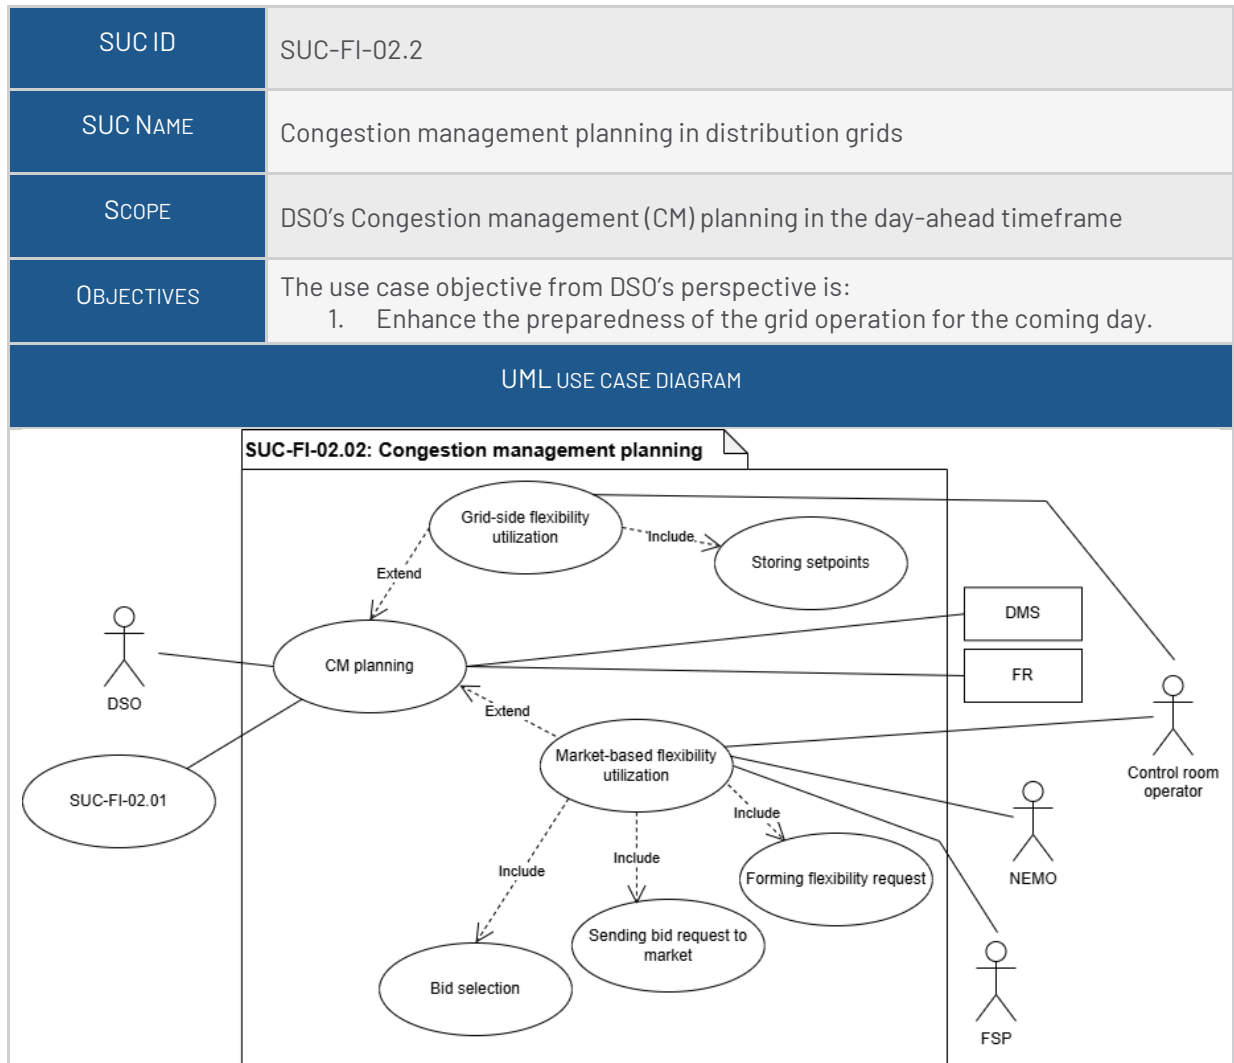 SUC ID
SUC-FI-02.2
SUC NAME
Congestion management planning in distribution grids
SCOPE
DSO’s Congestion management (CM) planning in the day-ahead timeframe
OBJECTIVES
The use case objective from DSO’s perspective is:
1. Enhance the preparedness of the grid operation for the coming day.
UML USE CASE DIAGRAM
SUC-FI-02.02: Congestion management planning
Grid-side flexibility
utilization
Include
Storing setpoints
Extend
DMS
CM planning
FR
DSO
Extend
Market-based flexibility
utilization
Control room
operator
SUC-FI-02.01
Include
NEMO
Include
Include
Forming flexibility request
Sending bid request to
market
Bid selection
FSP